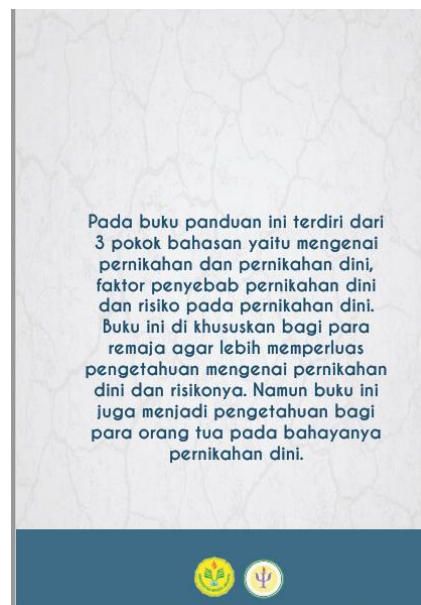 Pada buku panduan ini terdiri dari
3 pokok bahasan yaitu mengenai
pernikahan dan pernikahan dini,
faktor penyebab pernikahan dini
dan risiko pada pernikahan dini.
Buku ini di khususkan bagi para
remaja agar lebih memperluas
pengetahuan mengenai pernikahan
dini dan risikonya. Namun buku ini
juga menjadi pengetahuan bagi
para orang tua pada bahayanya
pernikahan dini.